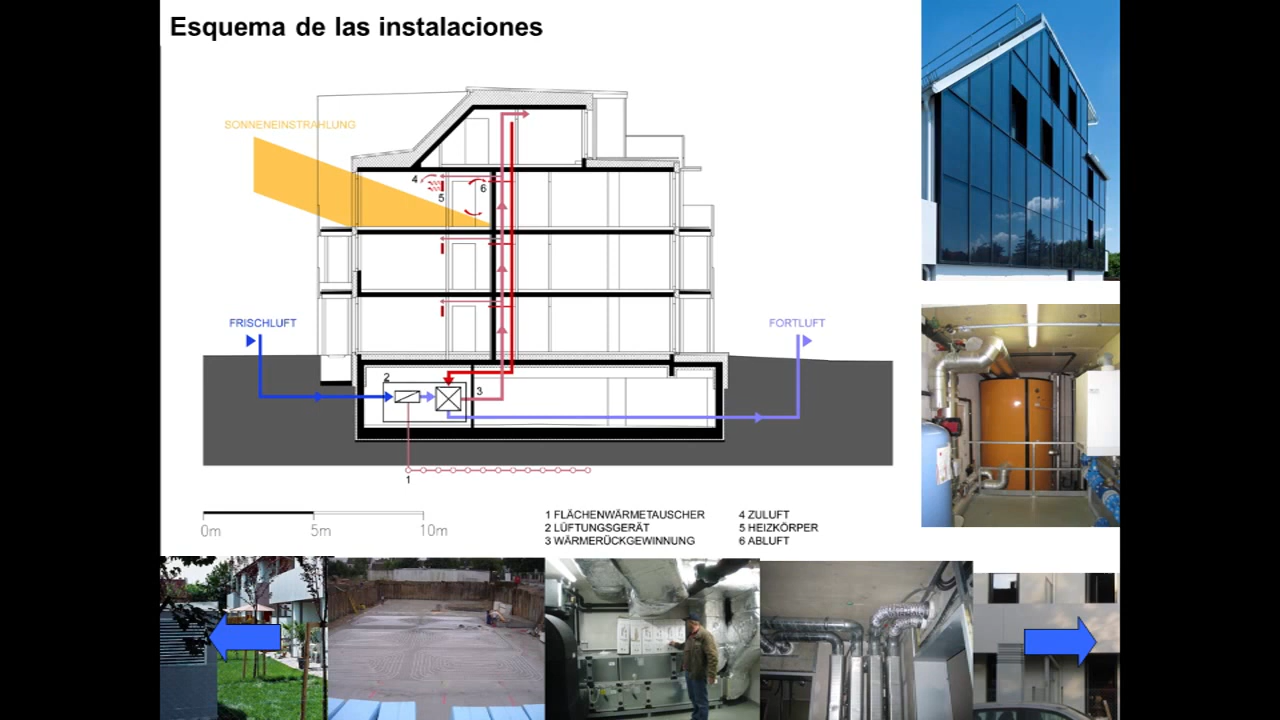 Esquema de las instalaciones
SONNENEINSTRAHLUNG
4
5
6
FRISCHLUFT
FORTLUFT
2
3
1
0m 5m 10m
1 FLÄCHENWÄRMETAUSCHER
2 LÜFTUNGSGERÄT
3 WÄRMERÜCKGEWINNUNG
4 ZULUFT
5 HEIZKÖRPER
6 ABLUFT